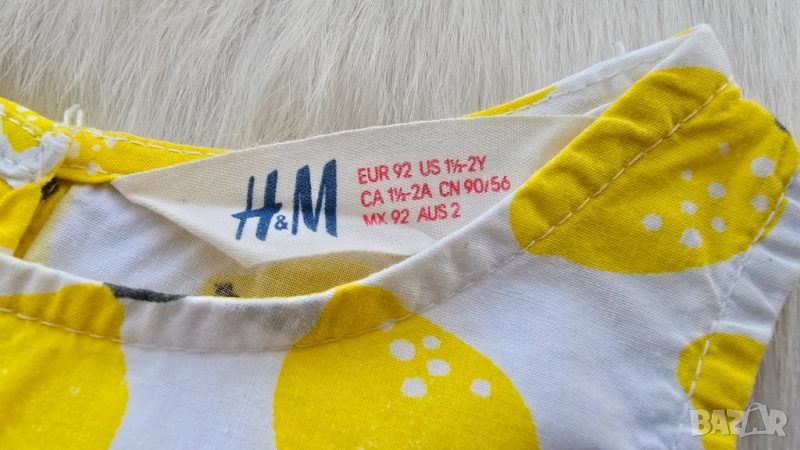 H&M
EUR 92 US 1½-2Y
CA 1½-2A CN 90/56
MX 92 AUS 2
BAZAR